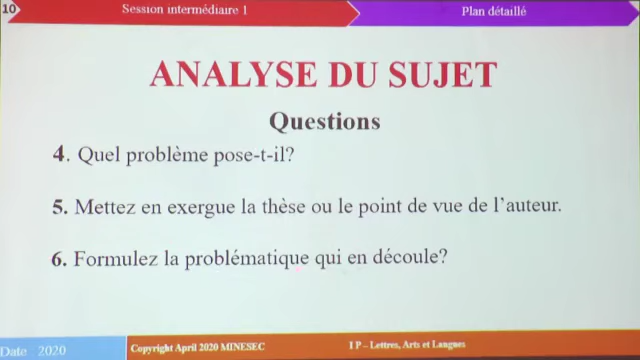 10
Session intermédiaire 1
Plan détaillé
ANALYSE DU SUJET
Questions
4. Quel problème pose-t-il?
5. Mettez en exergue la thèse ou le point de vue de l'auteur.
6. Formulez la problématique qui en découle?
Date 2020
Copyright April 2020 MINESEC
I P – Lettres, Arts et Langues